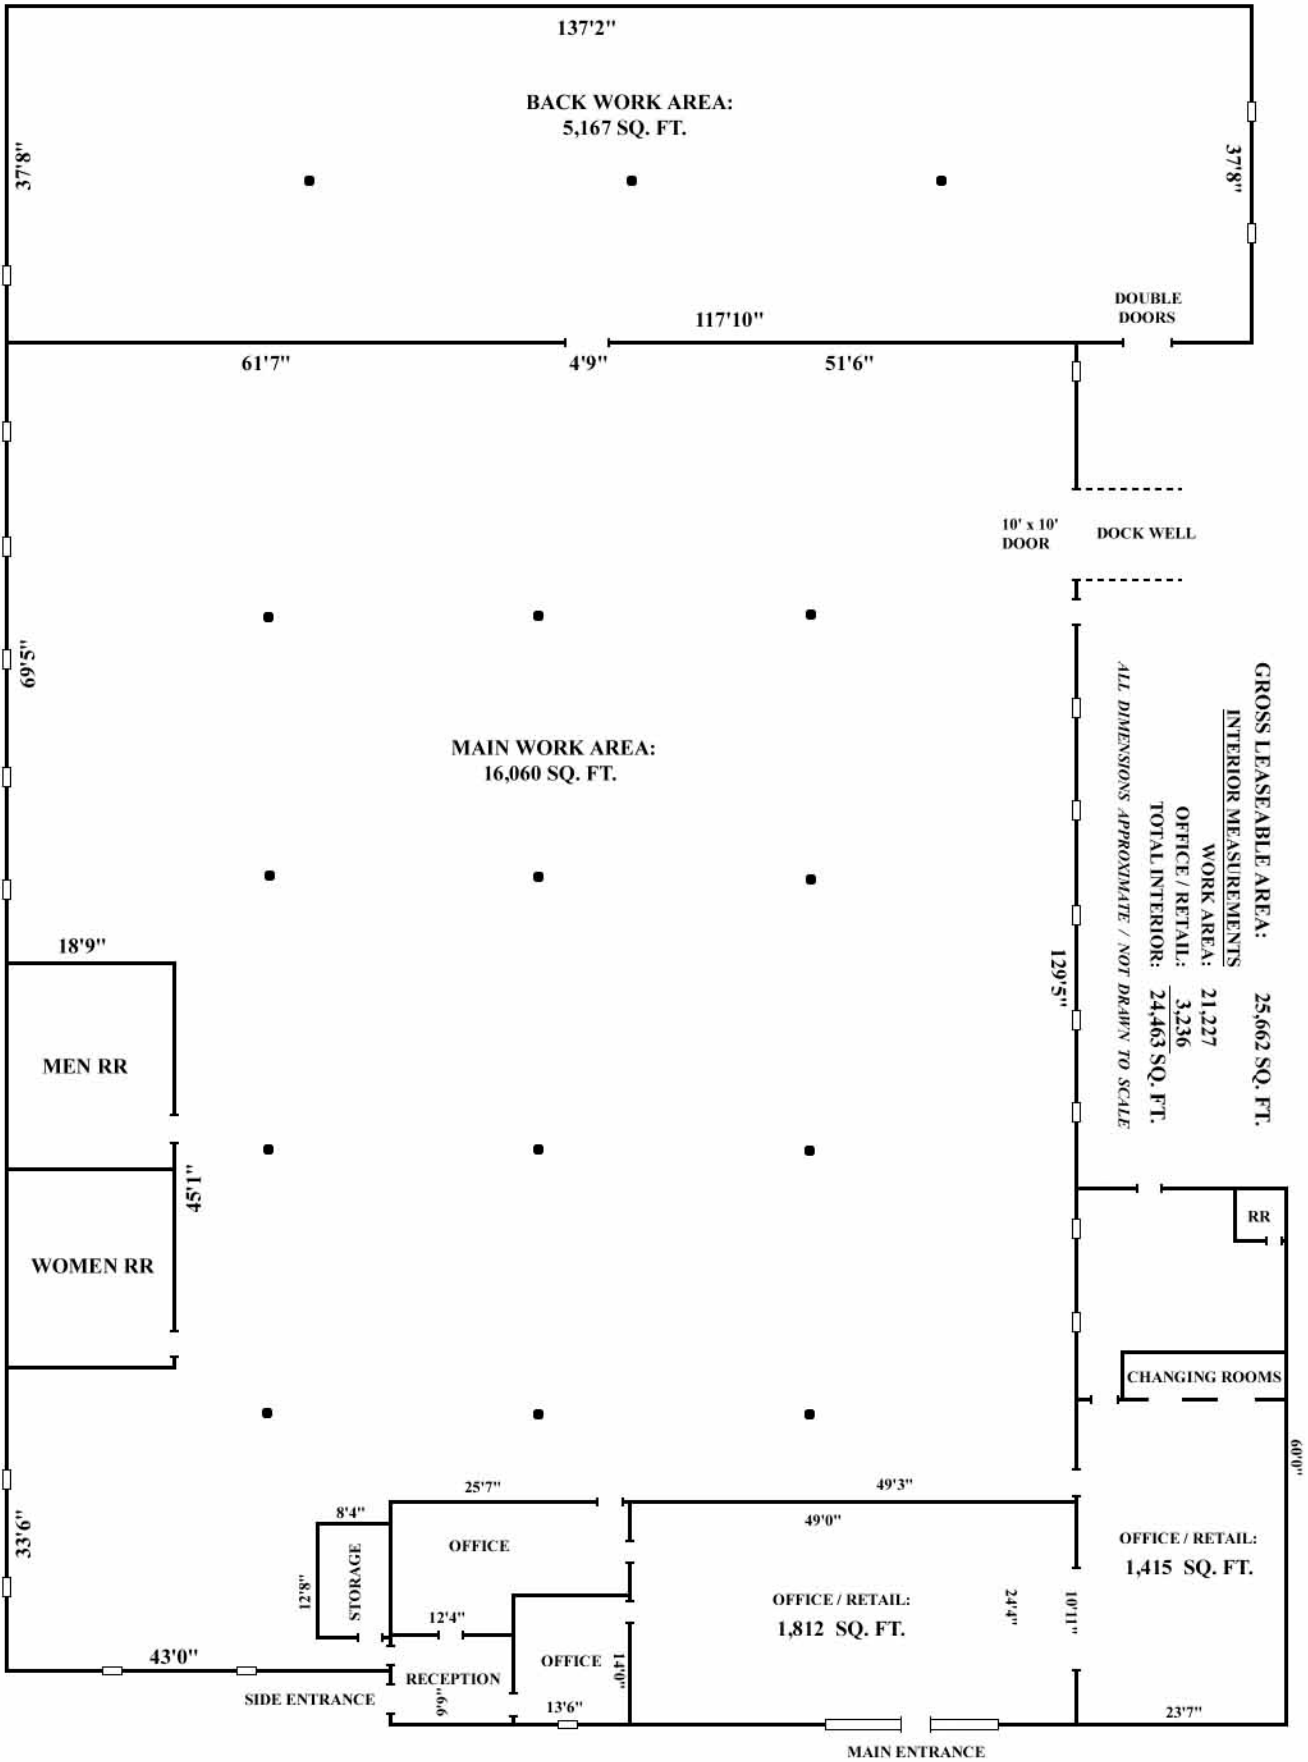 137'2"
BACK WORK AREA:
5,167 SQ. FT.
37'8"
37'8"
DOUBLE
DOORS
117'10"
61'7"
4'9"
51'6"
10' x 10'
DOOR
DOCK WELL
69'5"
MAIN WORK AREA:
16,060 SQ. FT.
GROSS LEASEABLE AREA: 25,662 SQ. FT.
INTERIOR MEASUREMENTS
WORK AREA: 21,227
OFFICE / RETAIL: 3,236
TOTAL INTERIOR: 24,463 SQ. FT.
ALL DIMENSIONS APPROXIMATE / NOT DRAWN TO SCALE
129'5"
18'9"
MEN RR
45'1"
WOMEN RR
RR
CHANGING ROOMS
60'0"
33'6"
25'7"
49'3"
8'4"
49'0"
OFFICE
STORAGE
12'8"
OFFICE / RETAIL:
1,415 SQ. FT.
OFFICE / RETAIL:
1,812 SQ. FT.
24'4"
10'11"
12'4"
43'0"
OFFICE
14'0"
RECEPTION
SIDE ENTRANCE
9'9"
13'6"
23'7"
MAIN ENTRANCE